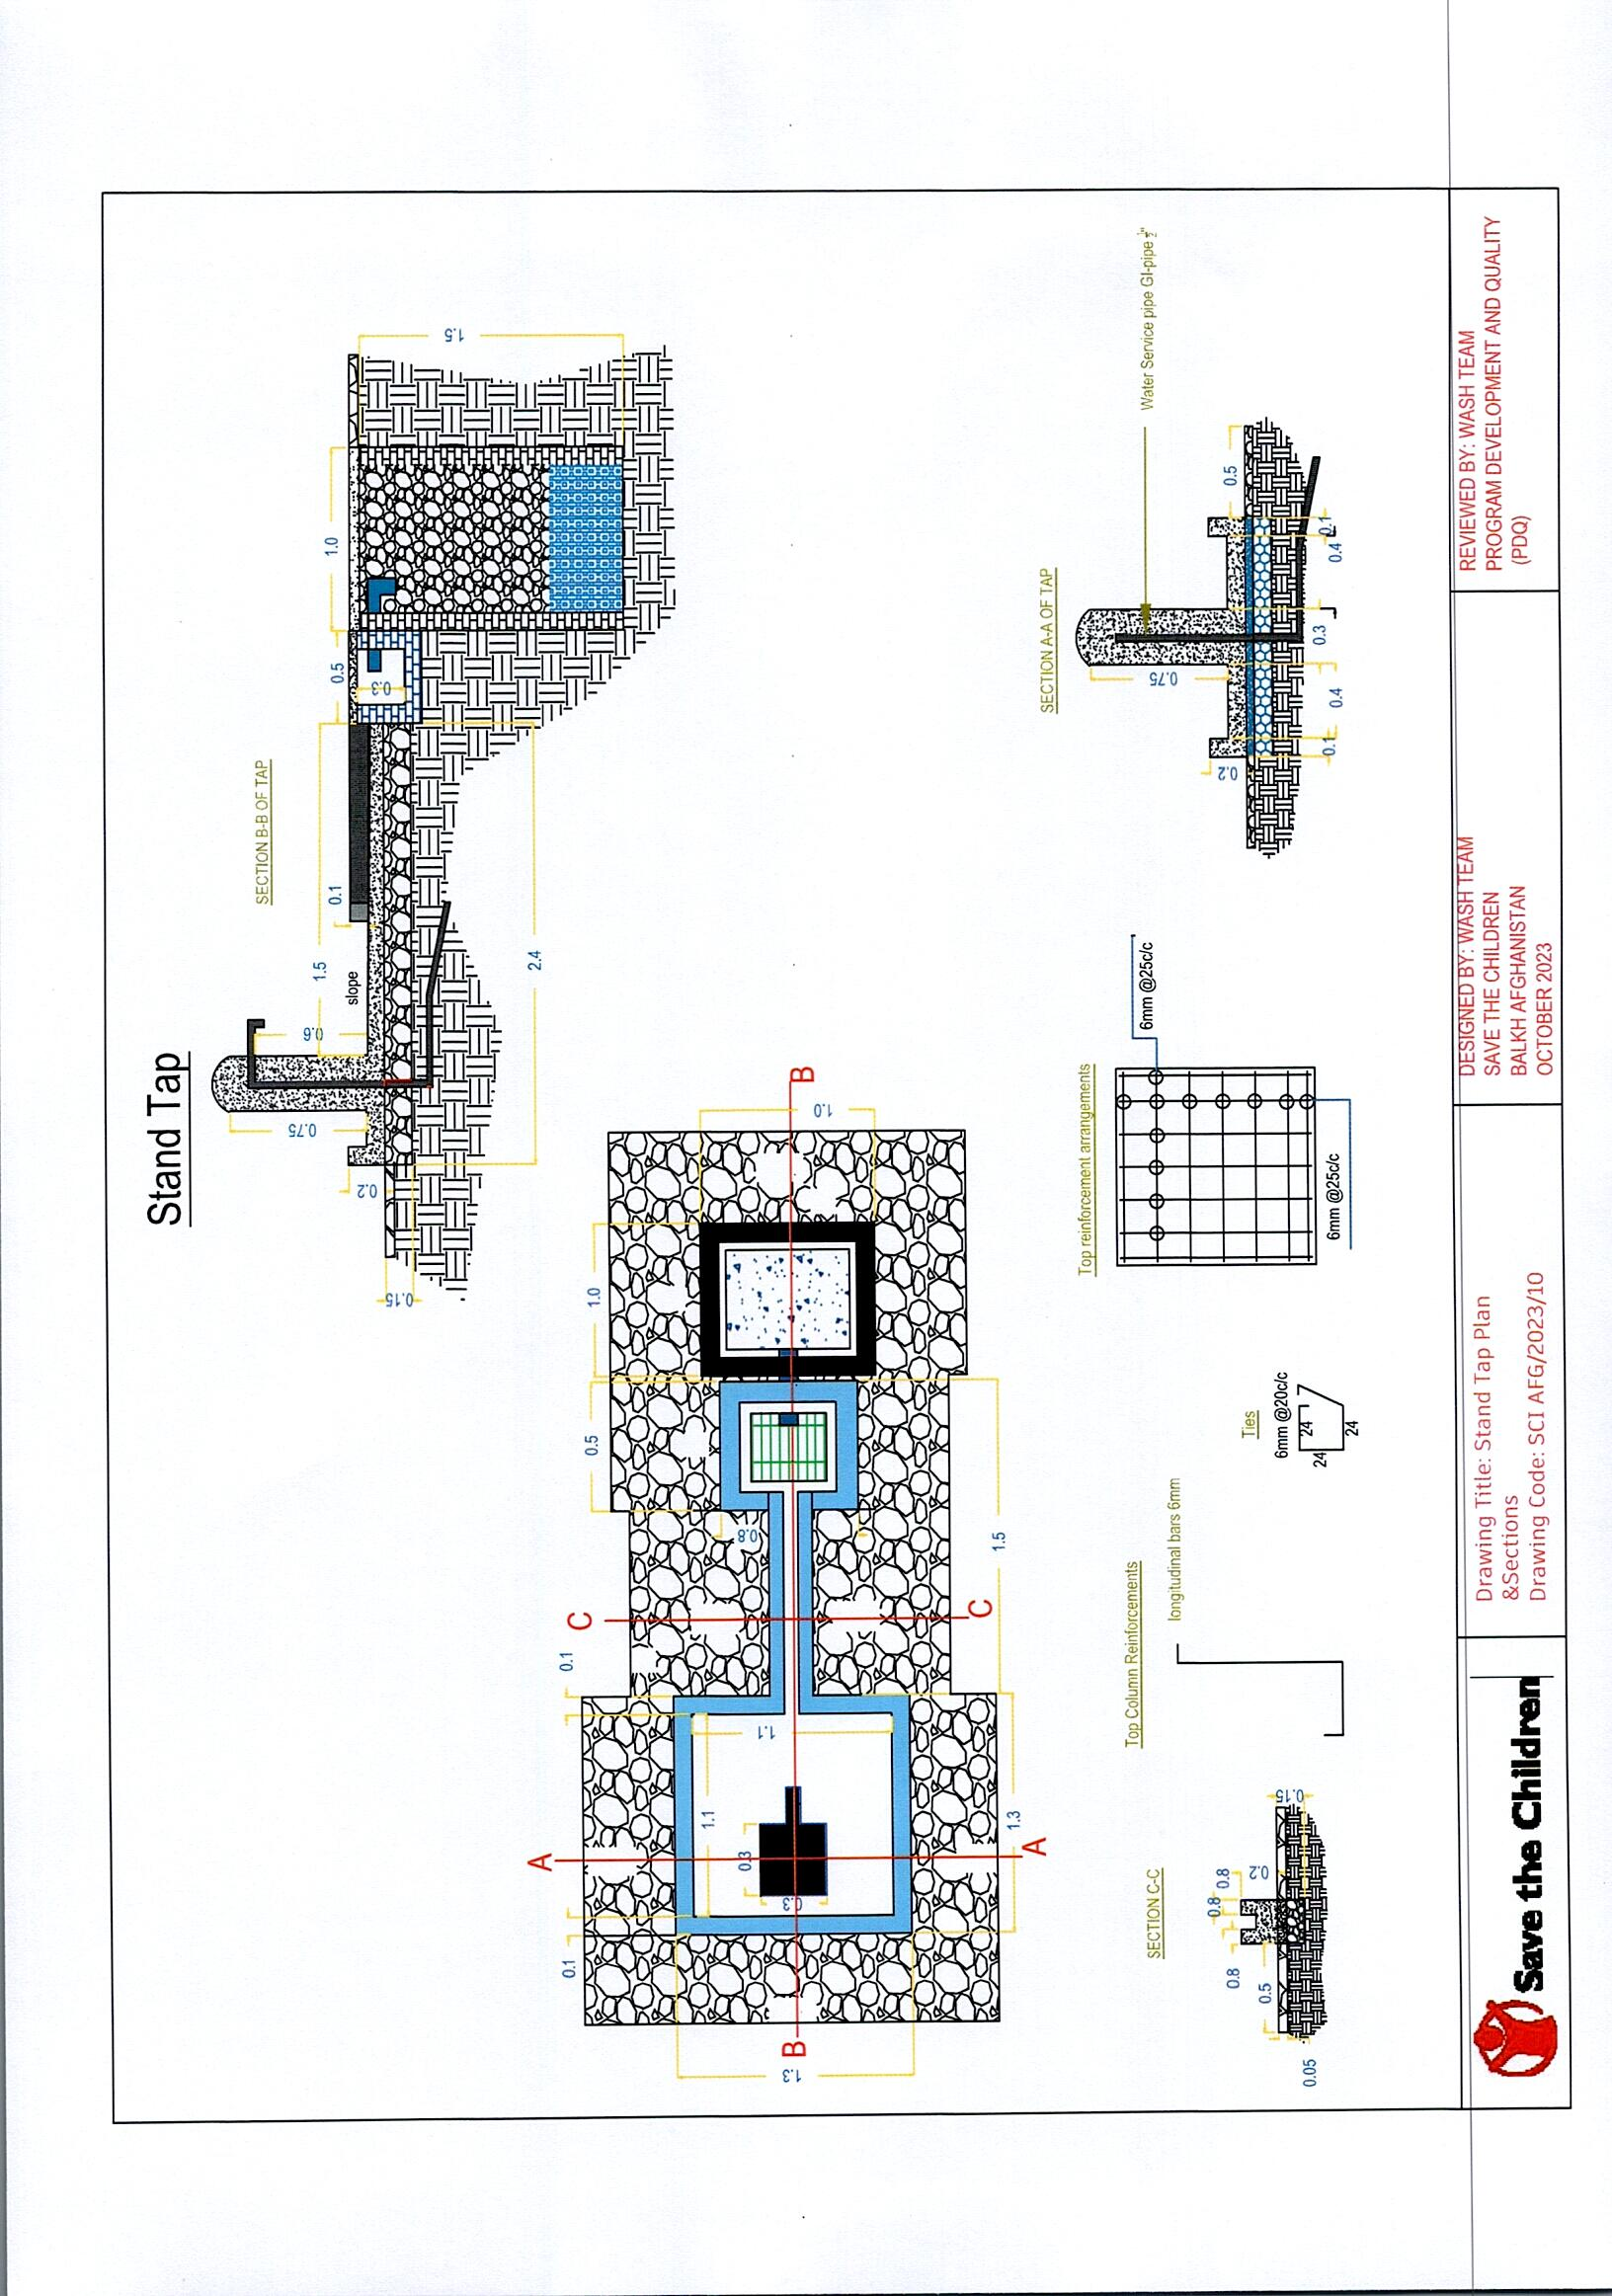 Stand Tap
SECTION B-B OF TAP
0.75
0.6
slope
1.5
0.1
0.5
0.3
1.0
1.5
0.2
0.15
2.4
SECTION A-A OF TAP
Water Service pipe GI-pipe ½"
0.75
0.2
0.1
0.4
0.3
0.4
0.1
0.5
0.1
0.1
0.5
1.0
1.0
0.8
1.1
1.1
0.3
0.3
1.3
1.3
1.5
A
A
B
B
C
C
SECTION C-C
0.8
0.8
0.8
0.5
0.2
0.15
0.05
Top Column Reinforcements
longitudinal bars 6mm
Ties
6mm @20c/c
24
24
24
Top reinforcement arrangements
6mm @25c/c
6mm @25c/c
Save the Children
Drawing Title: Stand Tap Plan
&Sections
Drawing Code: SCI AFG/2023/10
DESIGNED BY: WASH TEAM
SAVE THE CHILDREN
BALKH AFGHANISTAN
OCTOBER 2023
REVIEWED BY: WASH TEAM
PROGRAM DEVELOPMENT AND QUALITY
(PDQ)